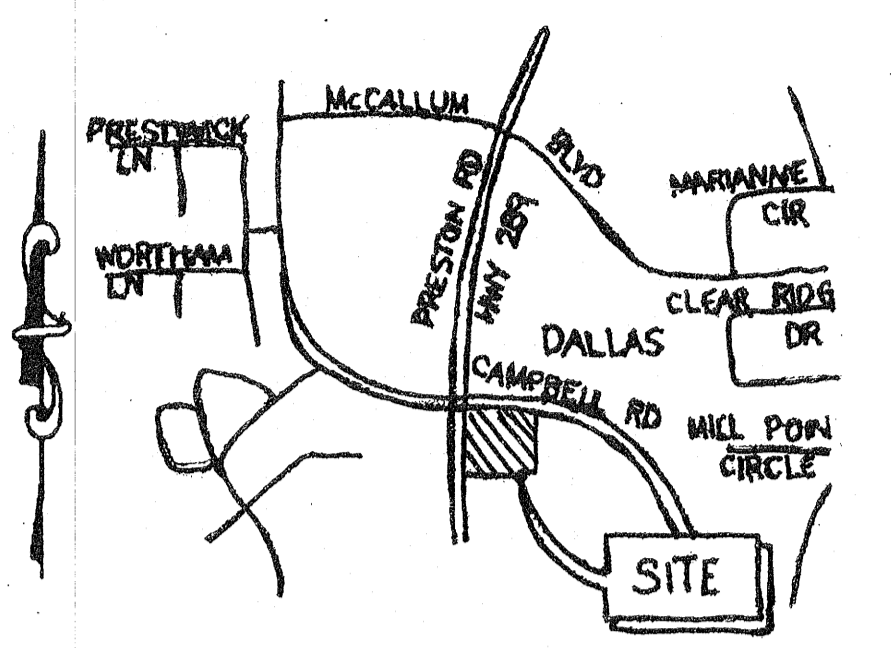 McCALLUM
BLVD
PRESTWICK
LN
WORTHAMA
LN
PRESTON RD
HWY 289
MARIANNE
CIR
CLEAR RIDG
DR
DALLAS
CAMPBELL RD
MILL POIN
CIRCLE
SITE